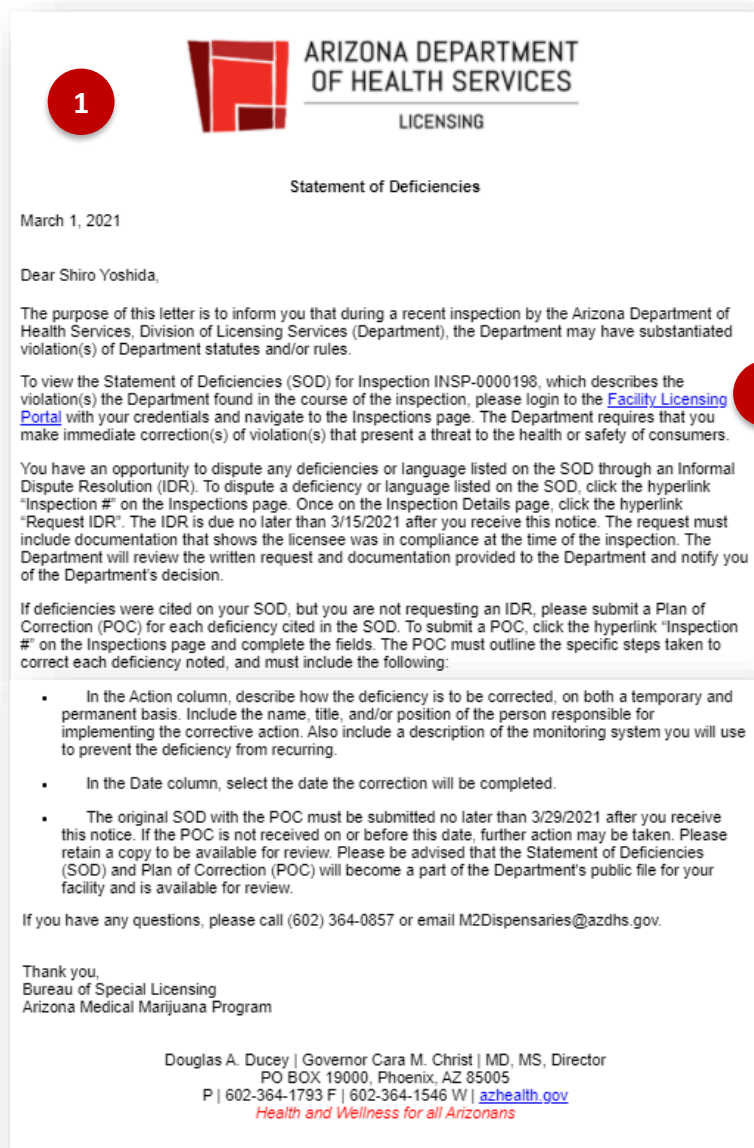 1
ARIZONA DEPARTMENT
OF HEALTH SERVICES
LICENSING
Statement of Deficiencies
March 1, 2021
Dear Shiro Yoshida,
The purpose of this letter is to inform you that during a recent inspection by the Arizona Department of
Health Services, Division of Licensing Services (Department), the Department may have substantiated
violation(s) of Department statutes and/or rules.
To view the Statement of Deficiencies (SOD) for Inspection INSP-0000198, which describes the
violation(s) the Department found in the course of the inspection, please login to the Facility Licensing
Portal with your credentials and navigate to the Inspections page. The Department requires that you
make immediate correction(s) of violation(s) that present a threat to the health or safety of consumers.
You have an opportunity to dispute any deficiencies or language listed on the SOD through an Informal
Dispute Resolution (IDR). To dispute a deficiency or language listed on the SOD, click the hyperlink
“Inspection #” on the Inspections page. Once on the Inspection Details page, click the hyperlink
“Request IDR”. The IDR is due no later than 3/15/2021 after you receive this notice. The request must
include documentation that shows the licensee was in compliance at the time of the inspection. The
Department will review the written request and documentation provided to the Department and notify you
of the Department's decision.
If deficiencies were cited on your SOD, but you are not requesting an IDR, please submit a Plan of
Correction (POC) for each deficiency cited in the SOD. To submit a POC, click the hyperlink “Inspection
#” on the Inspections page and complete the fields. The POC must outline the specific steps taken to
correct each deficiency noted, and must include the following:
• In the Action column, describe how the deficiency is to be corrected, on both a temporary and
permanent basis. Include the name, title, and/or position of the person responsible for
implementing the corrective action. Also include a description of the monitoring system you will use
to prevent the deficiency from recurring.
• In the Date column, select the date the correction will be completed.
• The original SOD with the POC must be submitted no later than 3/29/2021 after you receive
this notice. If the POC is not received on or before this date, further action may be taken. Please
retain a copy to be available for review. Please be advised that the Statement of Deficiencies
(SOD) and Plan of Correction (POC) will become a part of the Department's public file for your
facility and is available for review.
If you have any questions, please call (602) 364-0857 or email M2Dispensaries@azdhs.gov.
Thank you,
Bureau of Special Licensing
Arizona Medical Marijuana Program
Douglas A. Ducey | Governor Cara M. Christ | MD, MS, Director
PO BOX 19000, Phoenix, AZ 85005
P | 602-364-1793 F | 602-364-1546 W | azhealth.gov
Health and Wellness for all Arizonans